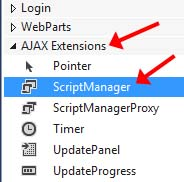 Login
WebParts
AJAX Extensions
Pointer
ScriptManager
ScriptManagerProxy
Timer
UpdatePanel
UpdateProgress